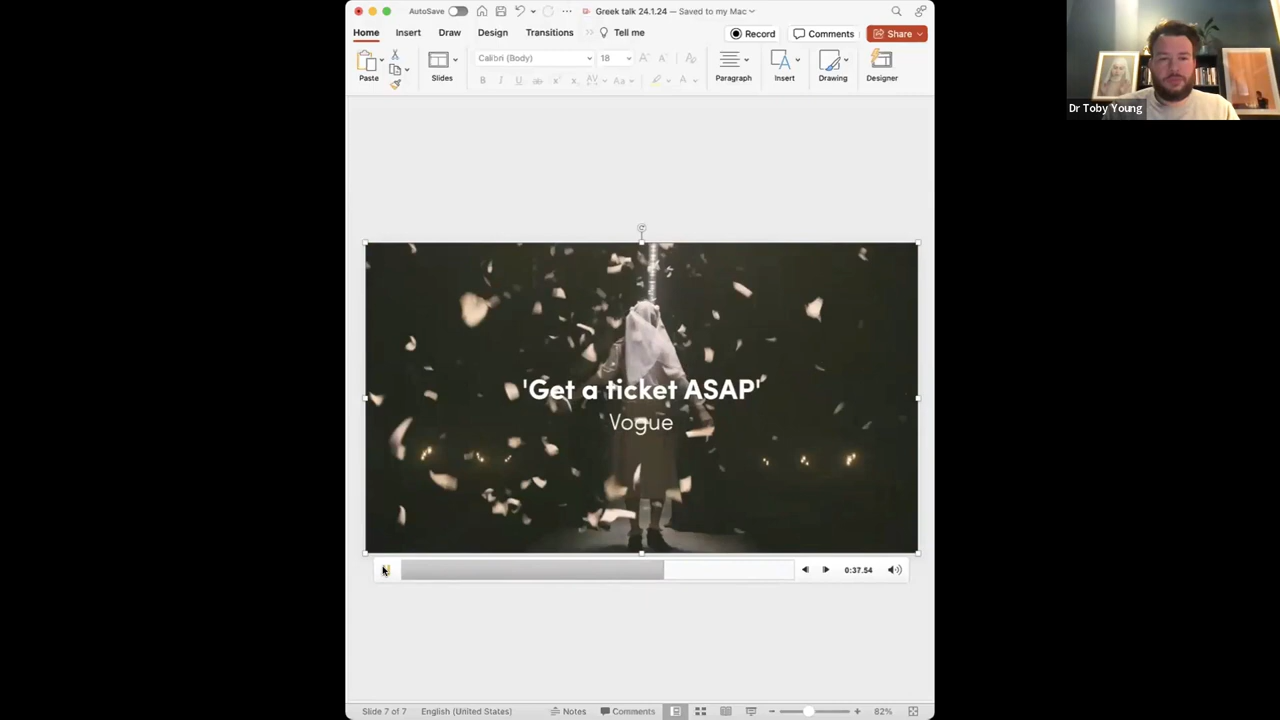 AutoSave
Greek talk 24.1.24 — Saved to my Mac
Home
Insert
Draw
Design
Transitions
Tell me
Record
Comments
Share
Paste
Slides
Calibri (Body)
18
Paragraph
Insert
Drawing
Designer
Dr Toby Young
'Get a ticket ASAP'
Vogue
0:37.54
Slide 7 of 7
English (United States)
Notes
Comments
82%